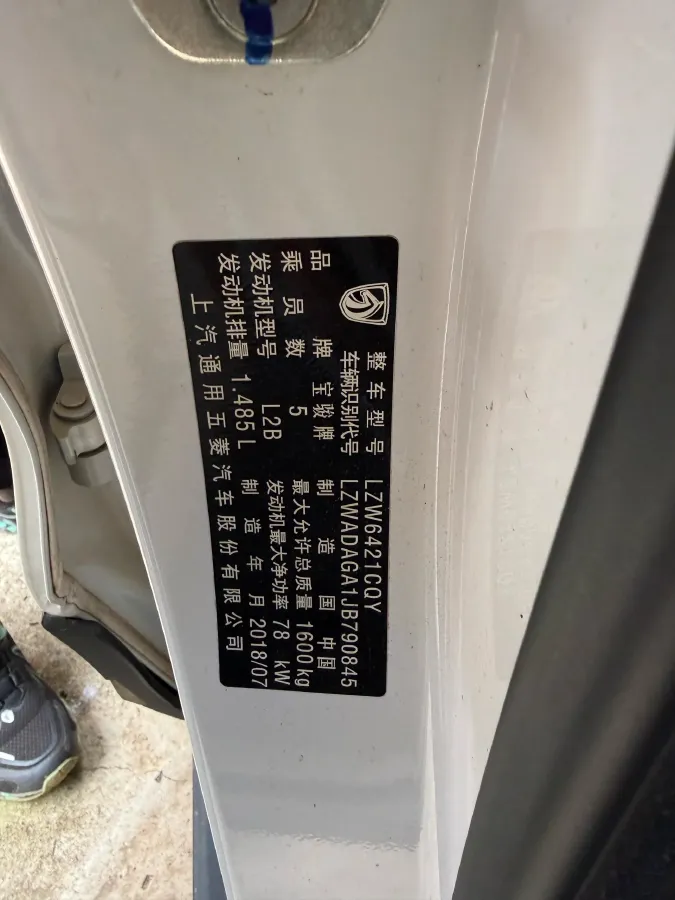 整车型号 LZW6421CQY
车辆识别代号 LZWADAGA1JB790845
品牌 宝骏牌 制造国 中国
乘员数 5 最大允许总质量 1600kg
发动机型号 L2B 发动机最大净功率 78 kW
发动机排量 1.485L 制造年月 2018/07
上汽通用五菱汽车股份有限公司